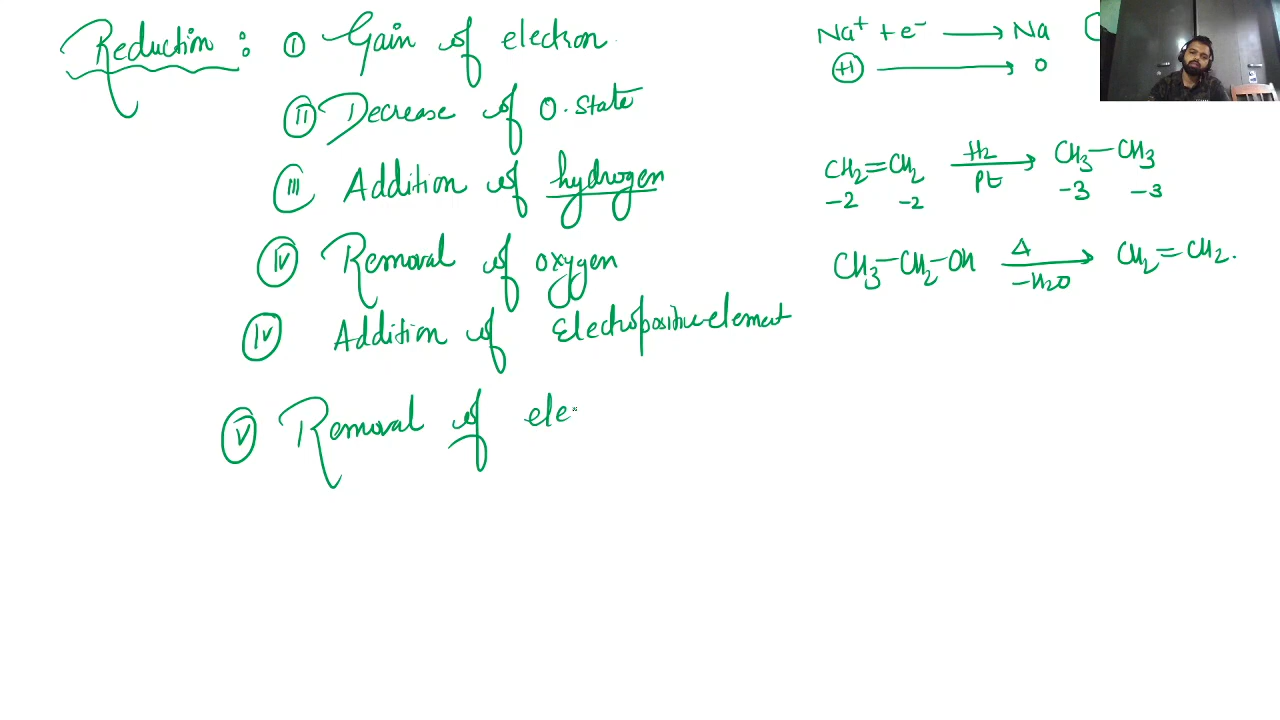 Reduction : (i) Gain of electron.
(ii) Decrease of O. state
(iii) Addition of hydrogen
(iv) Removal of oxygen
(iv) Addition of Electropositive element
(v) Removal of ele
Na⁺ + e⁻ ⟶ Na
+1 ⟶ 0
CH₂=CH₂ —H₂/Pt→ CH₃—CH₃
-2 -2 -3 -3
CH₃—CH₂—OH —Δ/-H₂O→ CH₂=CH₂.